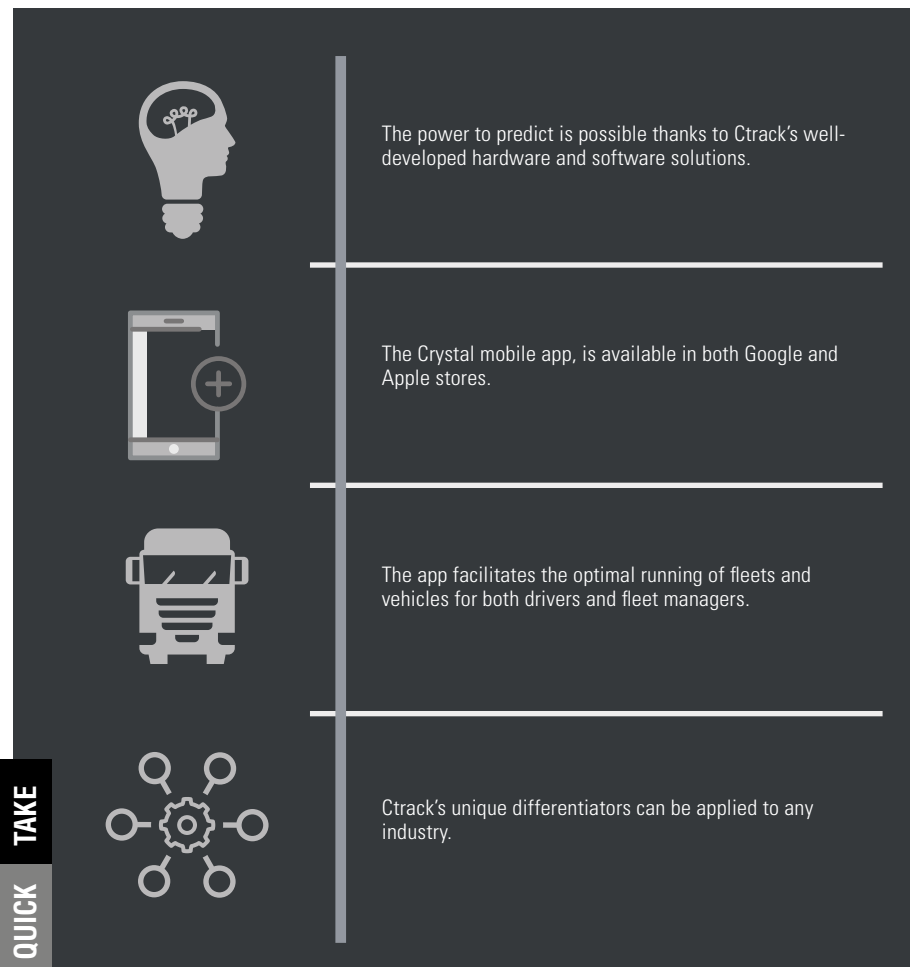 The power to predict is possible thanks to Ctrack's well-
developed hardware and software solutions.
The Crystal mobile app, is available in both Google and
Apple stores.
The app facilitates the optimal running of fleets and
vehicles for both drivers and fleet managers.
Ctrack's unique differentiators can be applied to any
industry.
QUICK TAKE